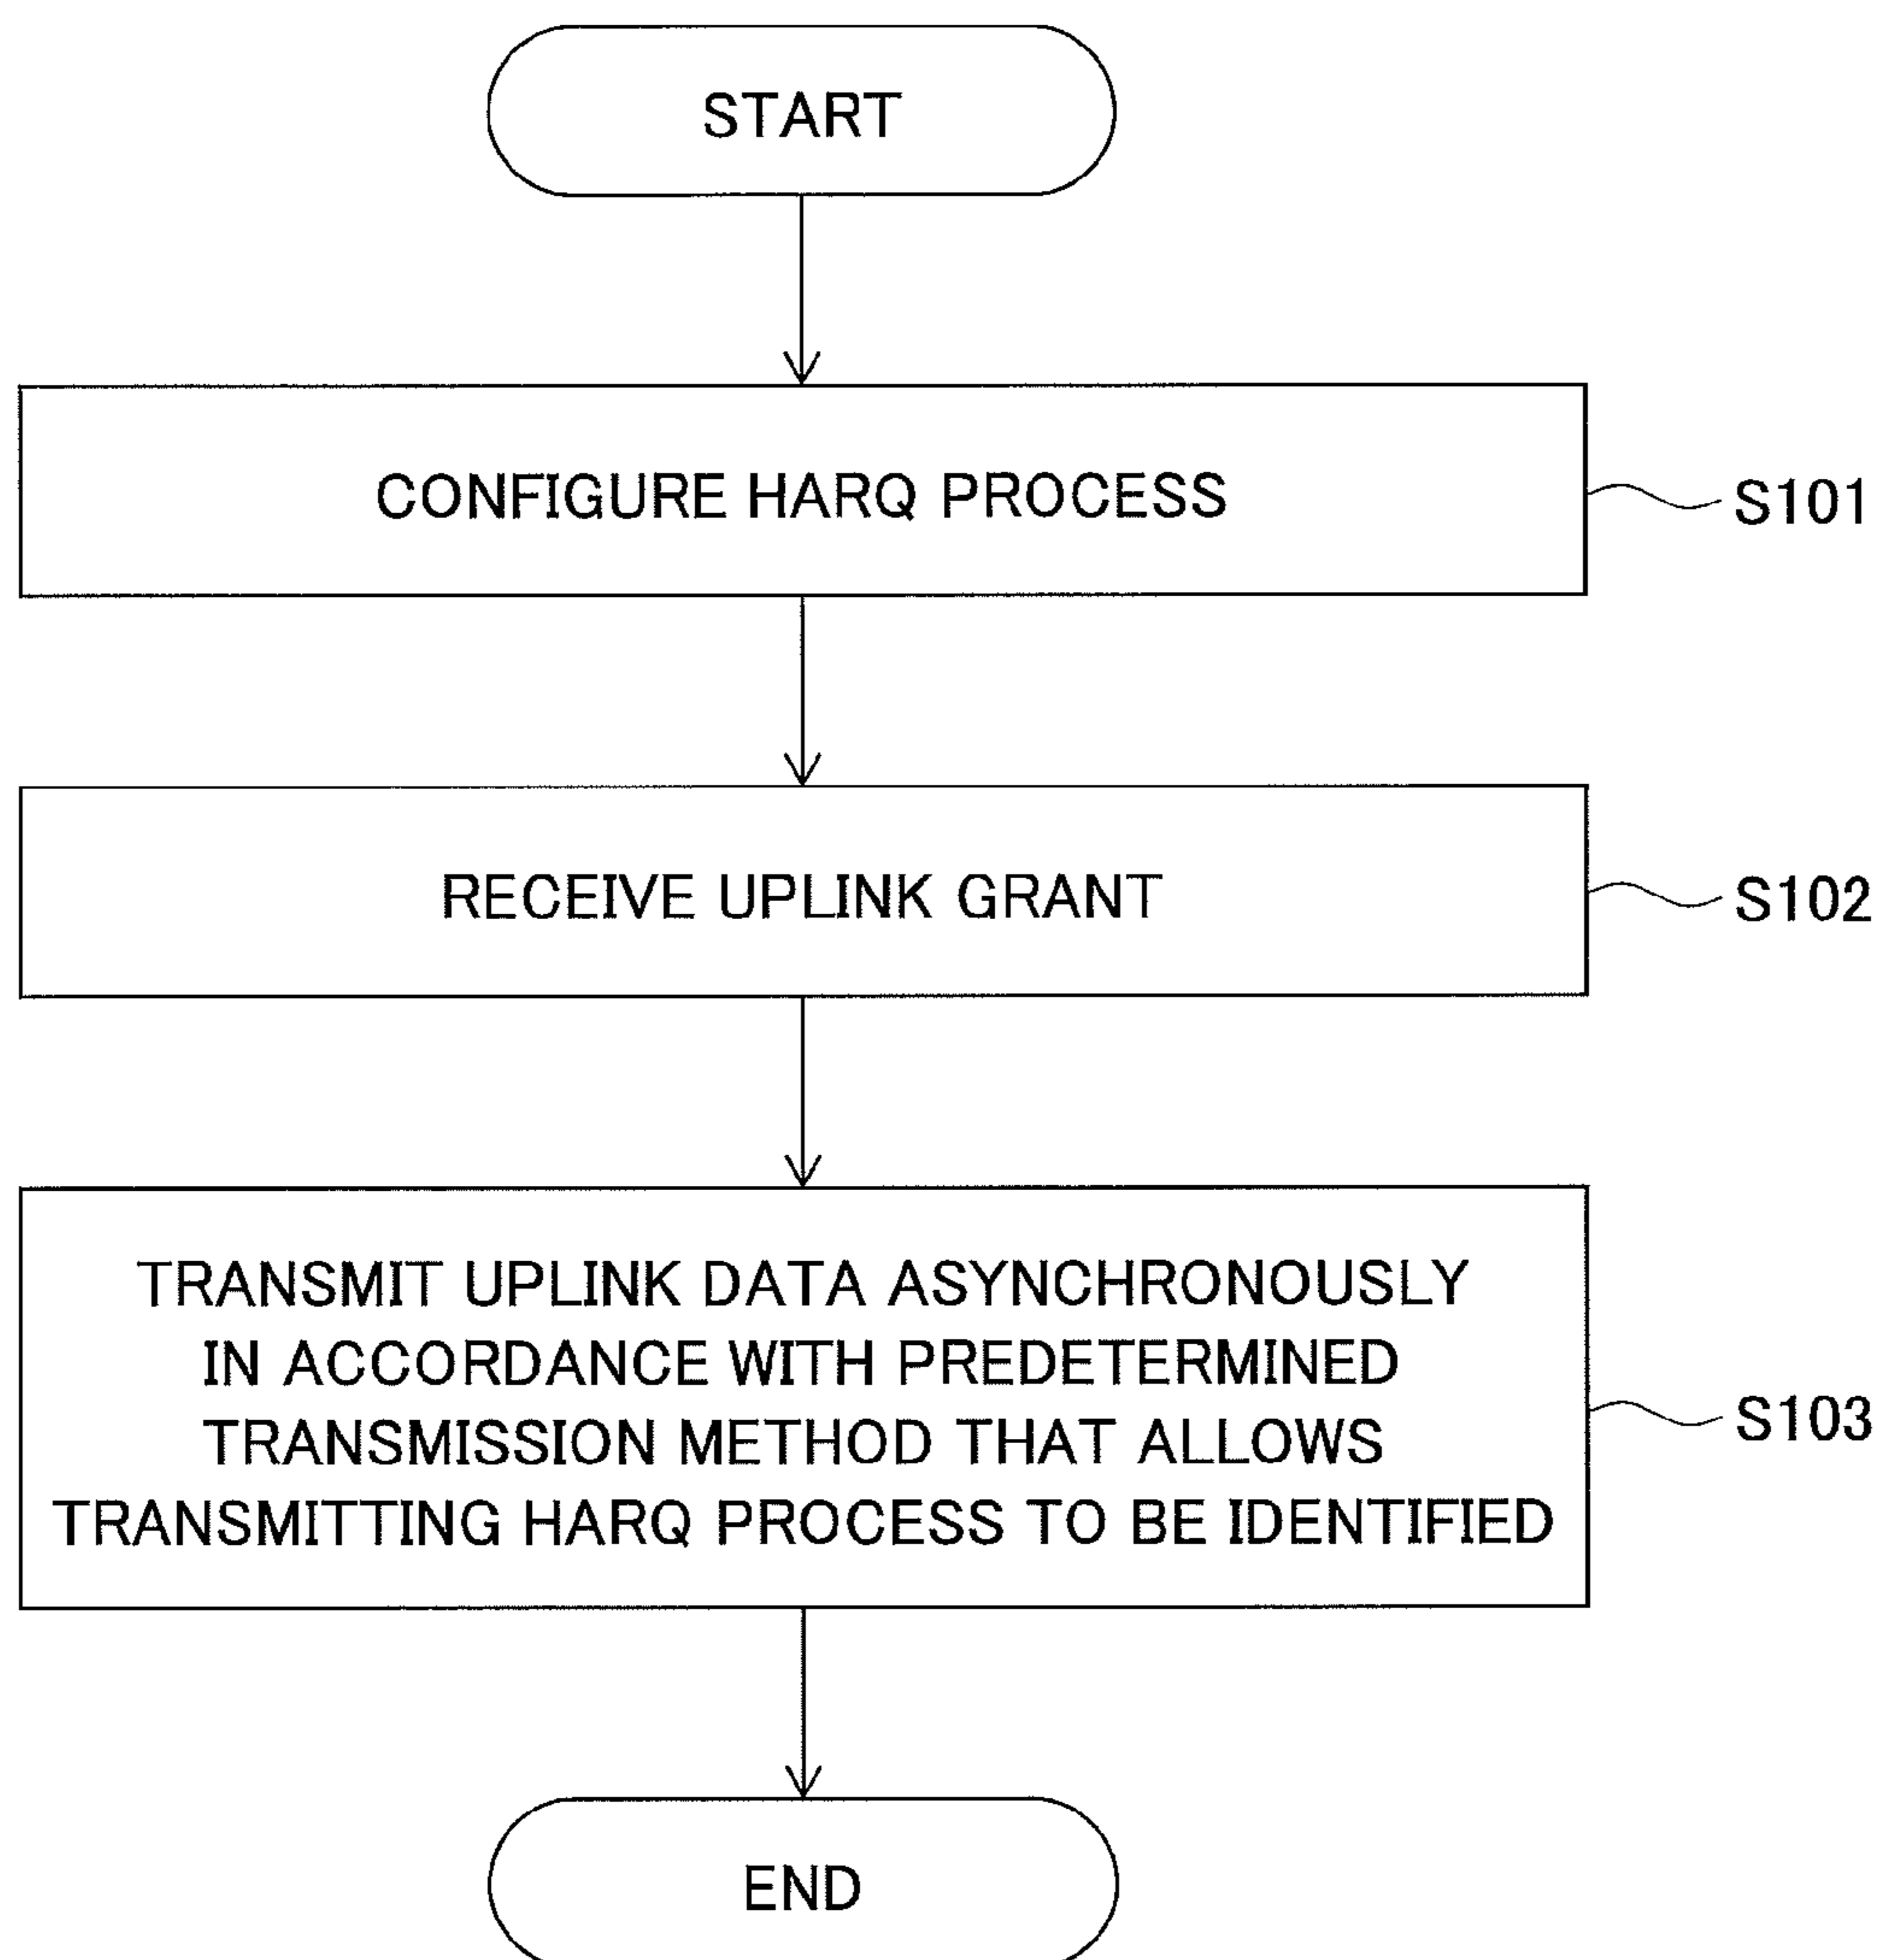 START
CONFIGURE HARQ PROCESS
S101
RECEIVE UPLINK GRANT
S102
TRANSMIT UPLINK DATA ASYNCHRONOUSLY
IN ACCORDANCE WITH PREDETERMINED
TRANSMISSION METHOD THAT ALLOWS
TRANSMITTING HARQ PROCESS TO BE IDENTIFIED
S103
END